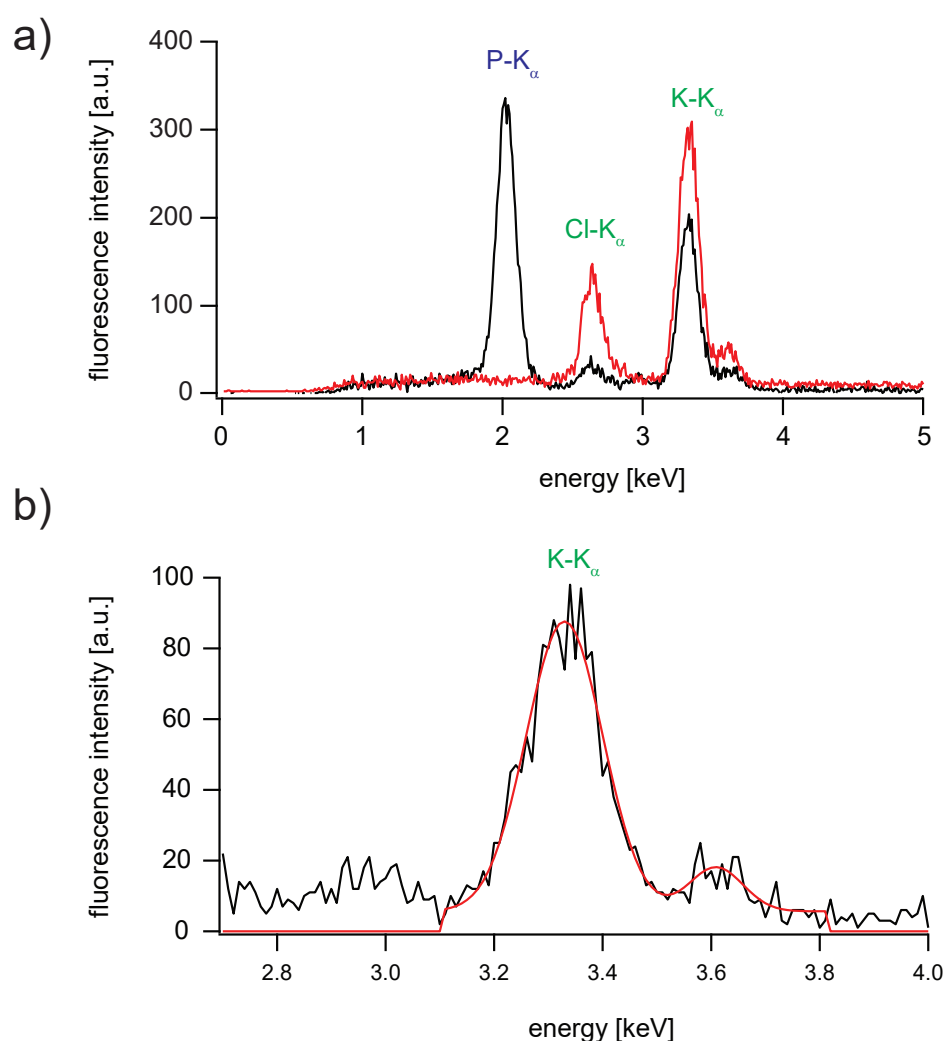 a)
fluorescence intensity [a.u.]
400
300
200
100
0
P-Kα
Cl-Kα
K-Kα
0 1 2 3 4 5
energy [keV]
b)
fluorescence intensity [a.u.]
100
80
60
40
20
0
K-Kα
2.8 3.0 3.2 3.4 3.6 3.8 4.0
energy [keV]